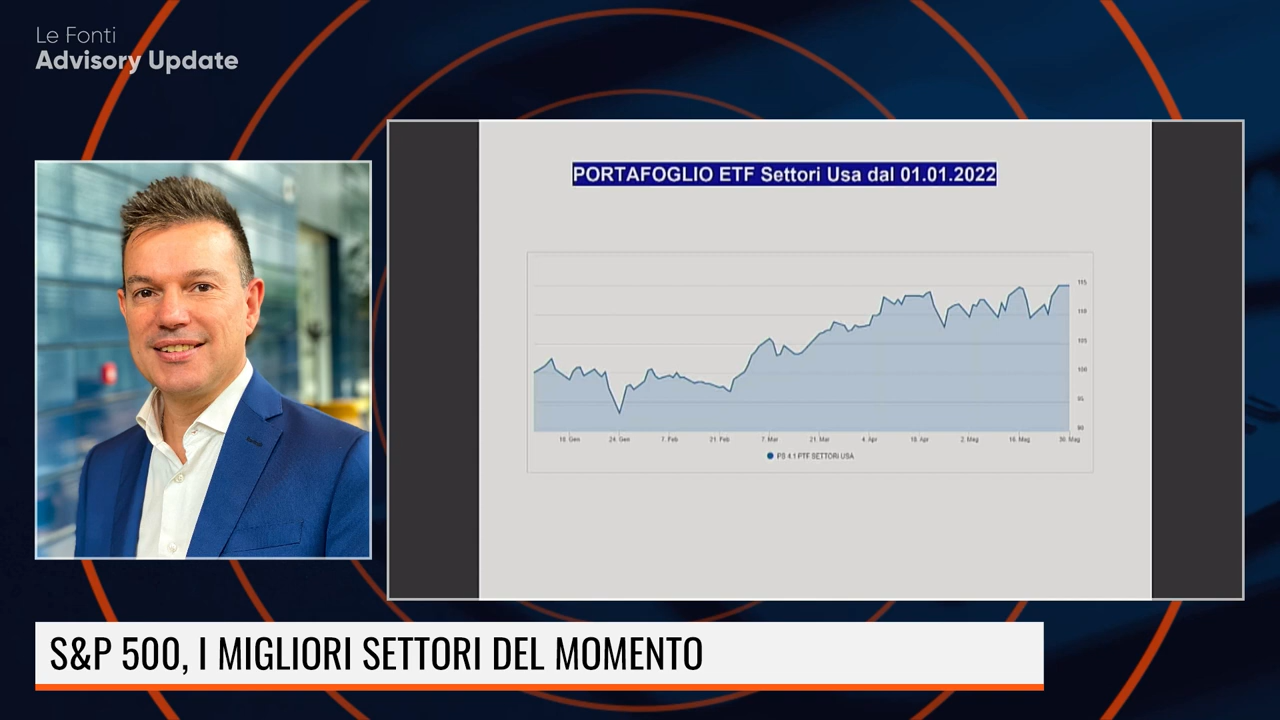 Le Fonti
Advisory Update
PORTAFOGLIO ETF Settori Usa dal 01.01.2022
115
110
105
100
95
90
10. Gen 24. Gen 7. Feb 21. Feb 7. Mar 21. Mar 4. Apr 18. Apr 2. Mag 16. Mag 30. Mag
PS 4.1 PTF SETTORI USA
S&P 500, I MIGLIORI SETTORI DEL MOMENTO